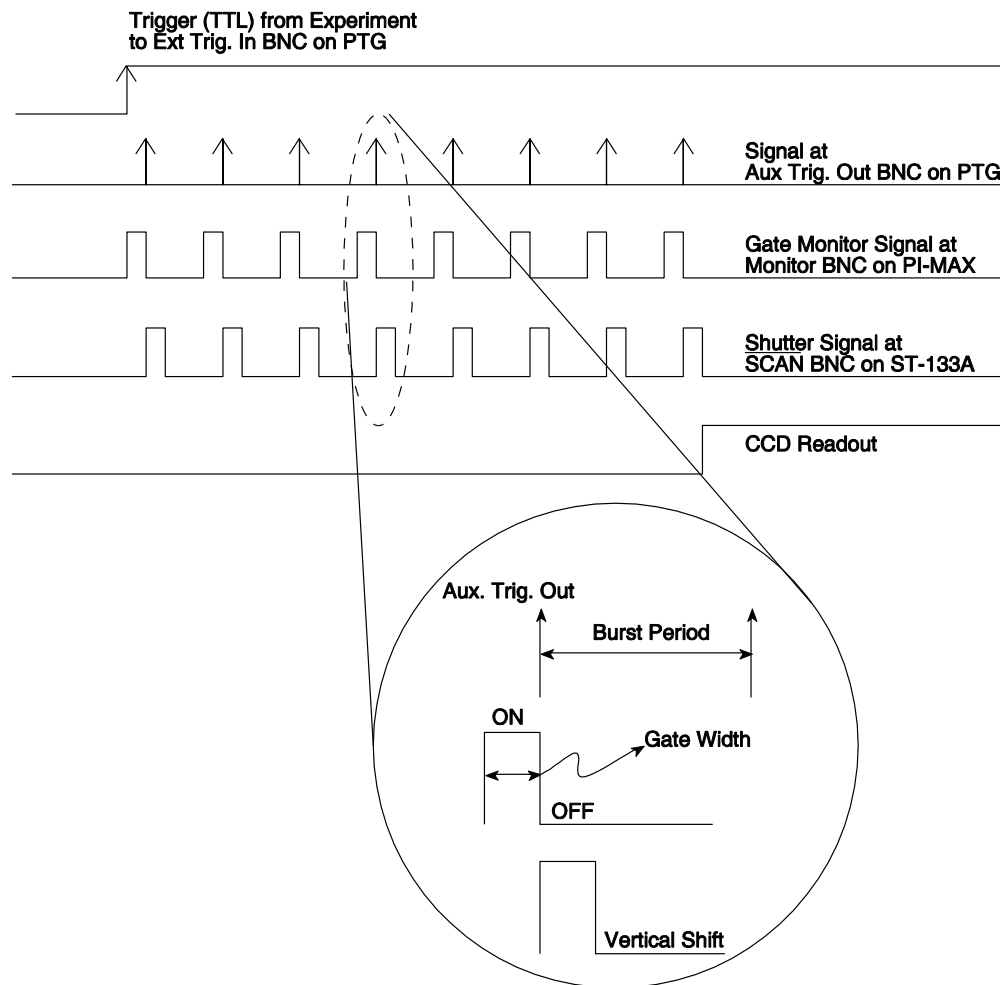 Trigger (TTL) from Experiment
to Ext Trig. In BNC on PTG
Signal at
Aux Trig. Out BNC on PTG
Gate Monitor Signal at
Monitor BNC on PI-MAX
Shutter Signal at
SCAN BNC on ST-133A
CCD Readout
Aux. Trig. Out
Burst Period
ON
Gate Width
OFF
Vertical Shift